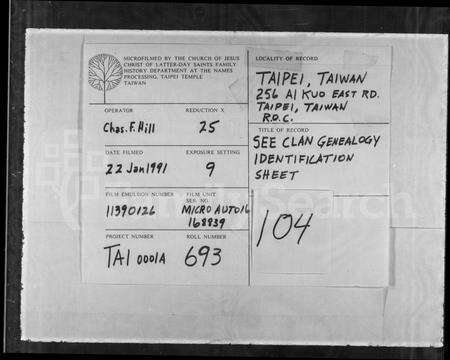 MICROFILMED BY THE CHURCH OF JESUS
CHRIST OF LATTER-DAY SAINTS FAMILY
HISTORY DEPARTMENT AT THE NAMES
PROCESSING, TAIPEI TEMPLE
TAIWAN
OPERATOR
REDUCTION X
Chas. F. Hill
25
DATE FILMED
EXPOSURE SETTING
22 Jan 1991
9
FILM EMULSION NUMBER
FILM UNIT
SER. NO.
11390126
MICRO AUTO 16
168839
PROJECT NUMBER
ROLL NUMBER
TAI 0001A
693
LOCALITY OF RECORD
TAIPEI, TAIWAN
256 AI KUO EAST RD.
TAIPEI, TAIWAN
R.O.C.
TITLE OF RECORD
SEE CLAN GENEALOGY
IDENTIFICATION
SHEET
104